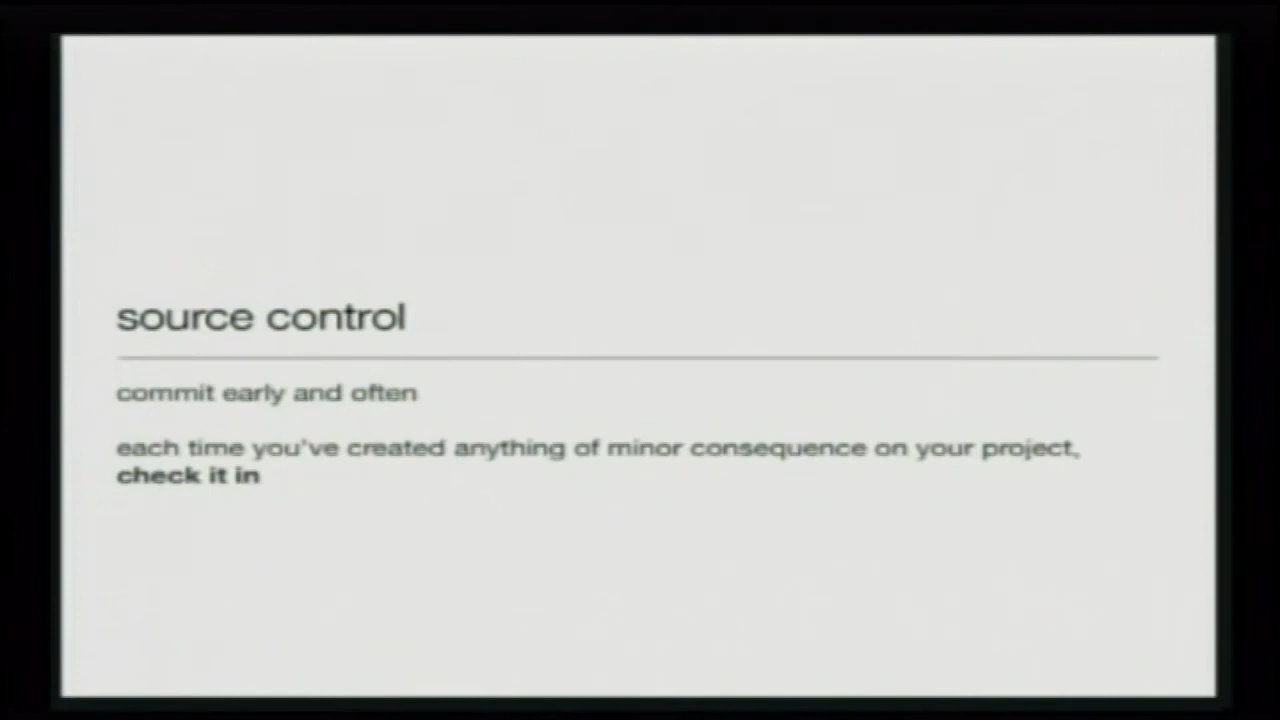 source control
commit early and often
each time you've created anything of minor consequence on your project,
check it in